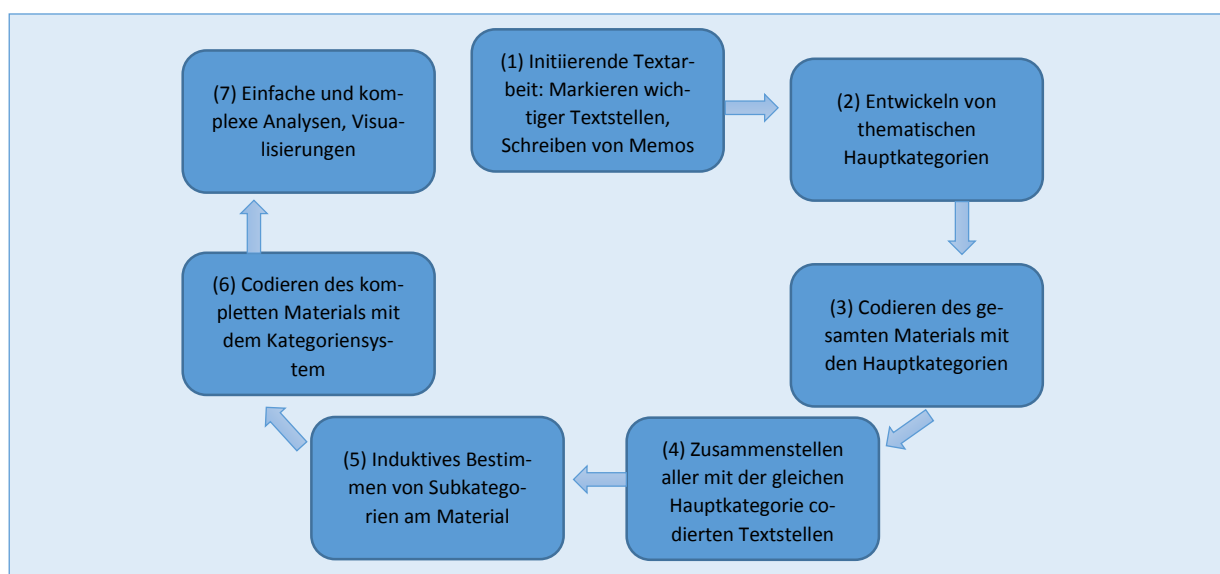 (1) Initiierende Textar-
beit: Markieren wich-
tiger Textstellen,
Schreiben von Memos
(2) Entwickeln von
thematischen
Hauptkategorien
(3) Codieren des ge-
samten Materials mit
den Hauptkategorien
(4) Zusammenstellen
aller mit der gleichen
Hauptkategorie co-
dierten Textstellen
(5) Induktives Bestim-
men von Subkatego-
rien am Material
(6) Codieren des kom-
pletten Materials mit
dem Kategoriensys-
tem
(7) Einfache und kom-
plexe Analysen, Visua-
lisierungen